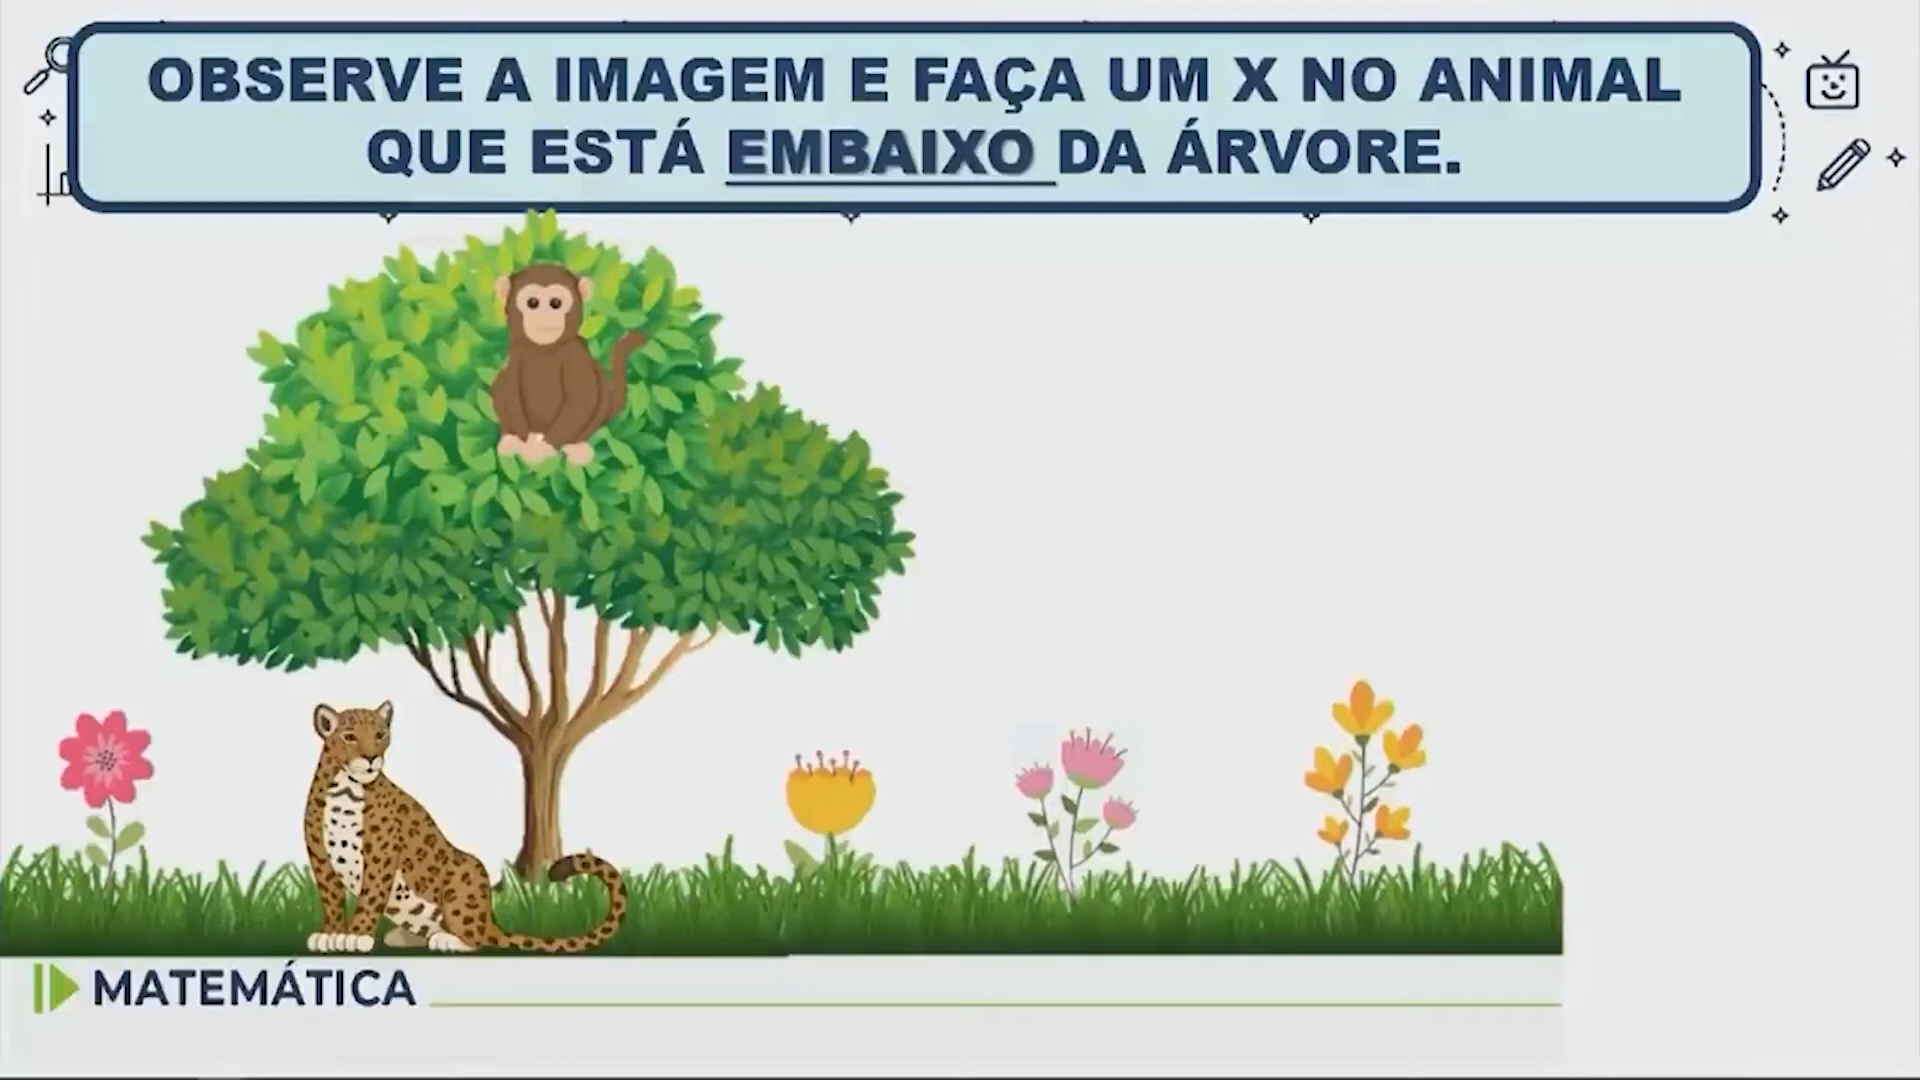 OBSERVE A IMAGEM E FAÇA UM X NO ANIMAL
QUE ESTÁ EMBAIXO DA ÁRVORE.
MATEMÁTICA